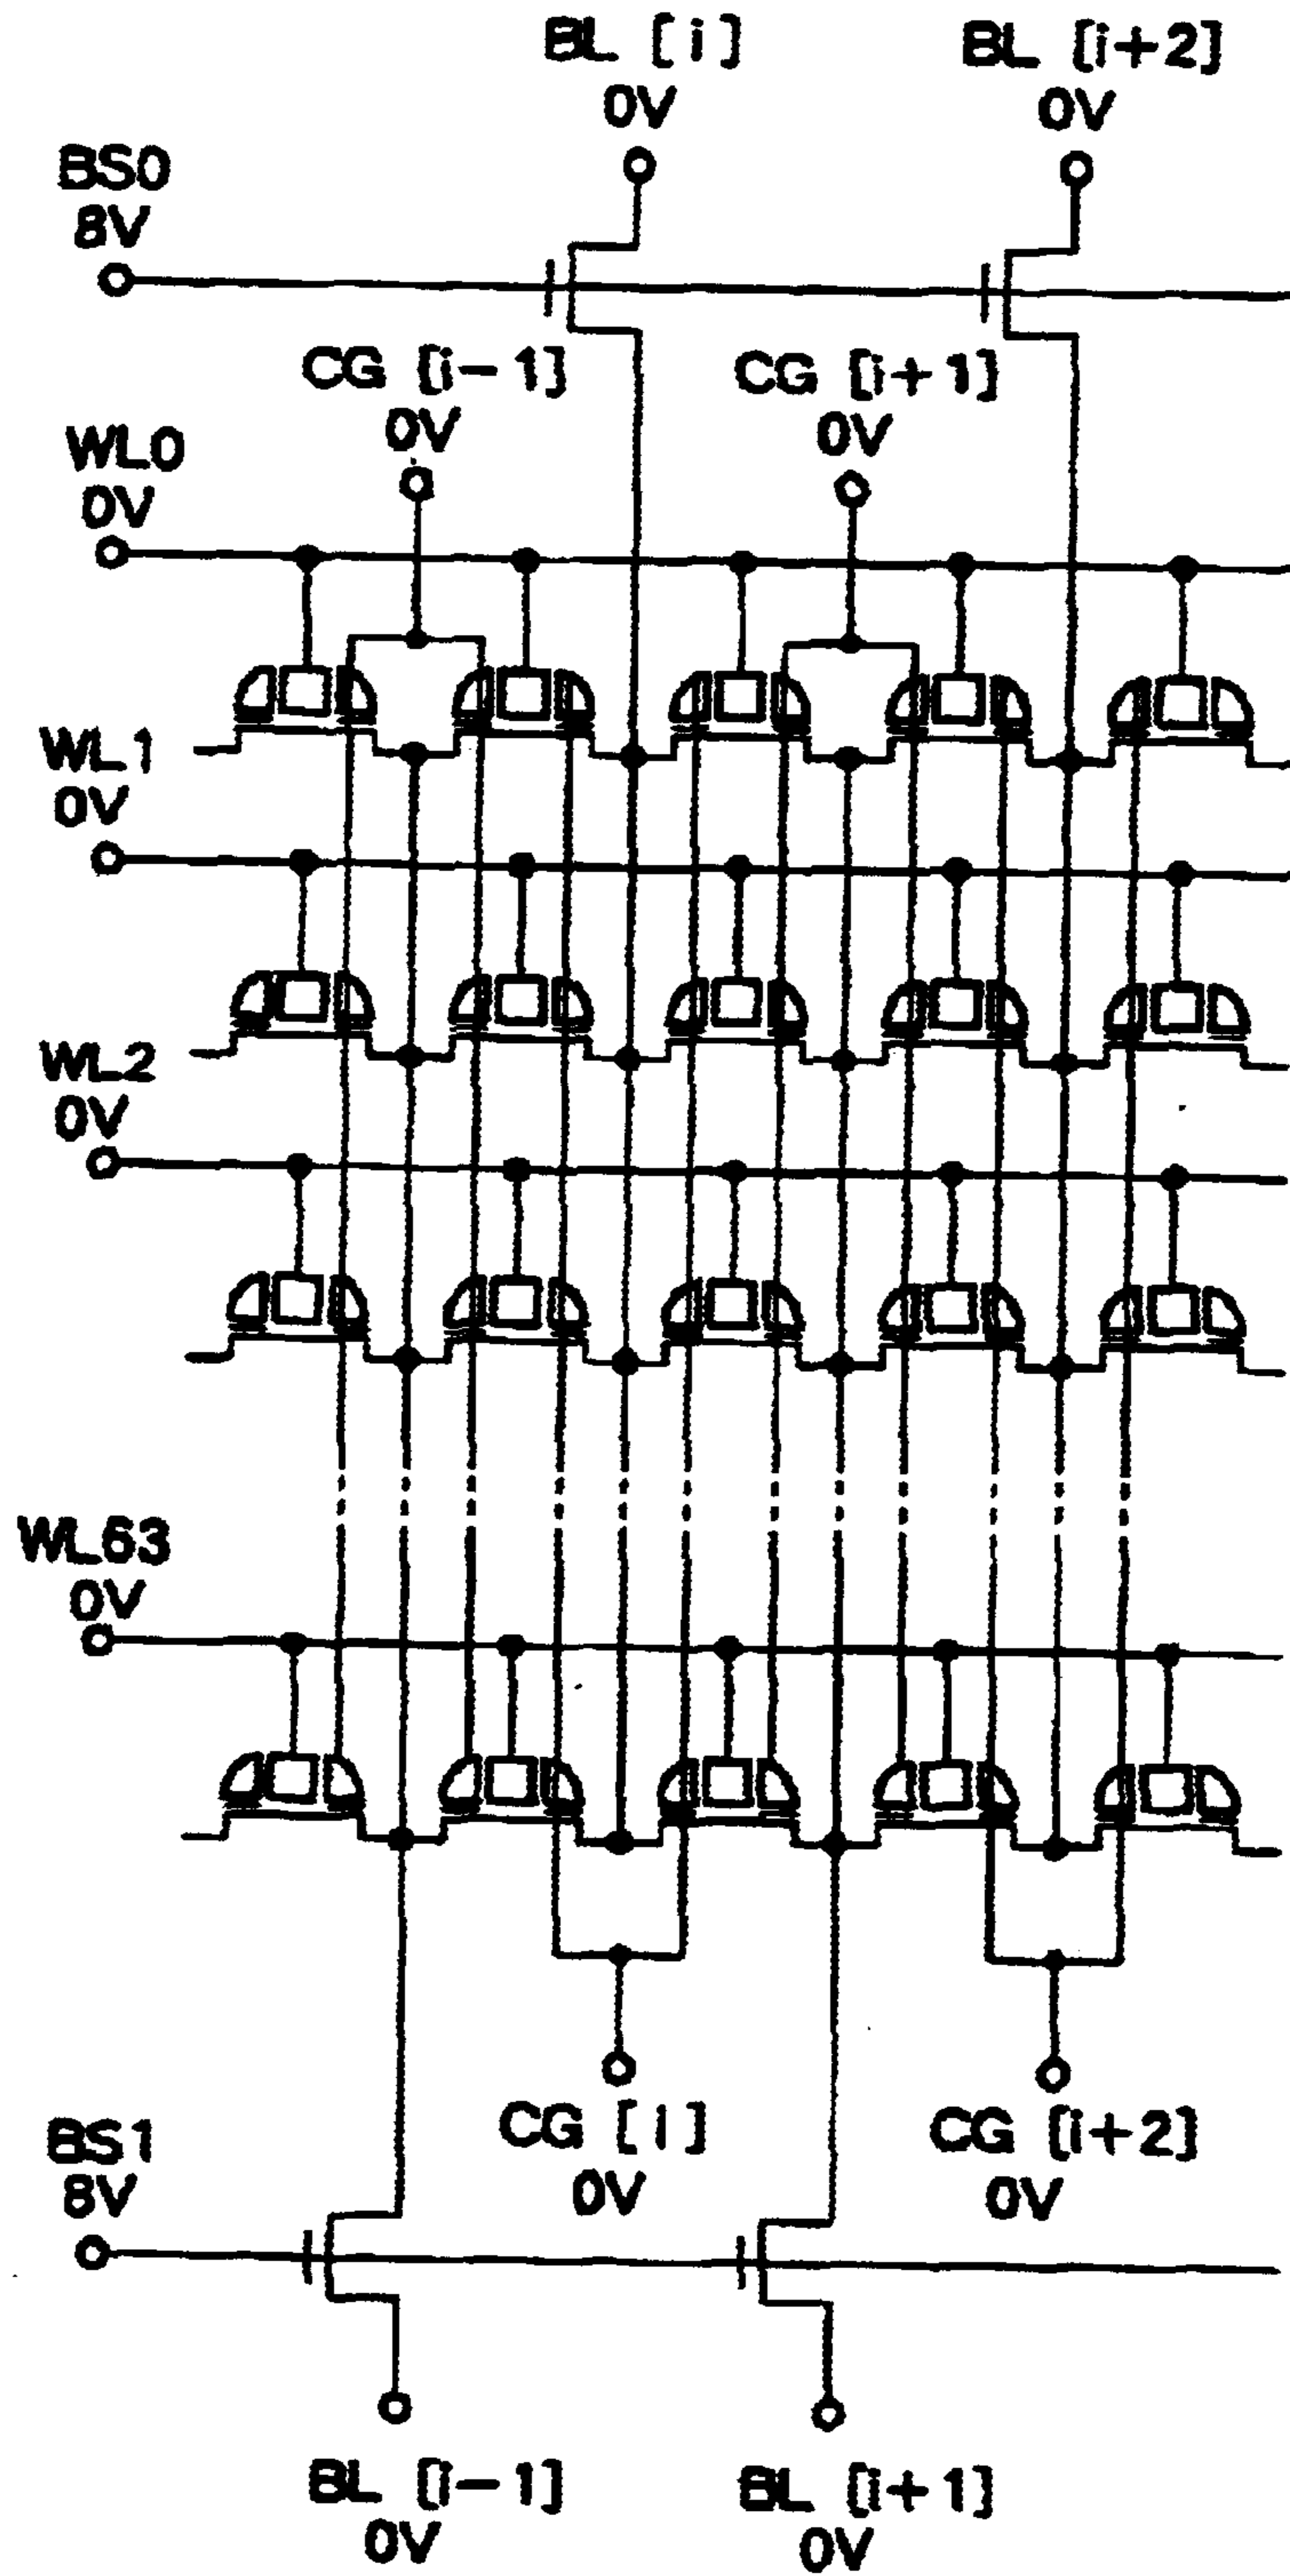 BL [i]
0V
BL [i+2]
0V
BS0
8V
CG [i-1]
0V
CG [i+1]
0V
WL0
0V
WL1
0V
WL2
0V
WL63
0V
CG [i]
0V
CG [i+2]
0V
BS1
8V
BL [i-1]
0V
BL [i+1]
0V